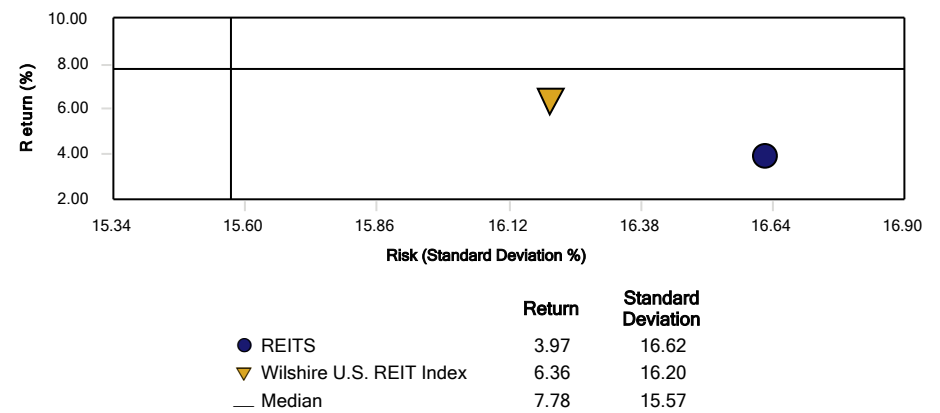 10.00
8.00
6.00
4.00
2.00
Return (%)
15.34 15.60 15.86 16.12 16.38 16.64 16.90
Risk (Standard Deviation %)
Return Standard Deviation
REITS 3.97 16.62
Wilshire U.S. REIT Index 6.36 16.20
Median 7.78 15.57